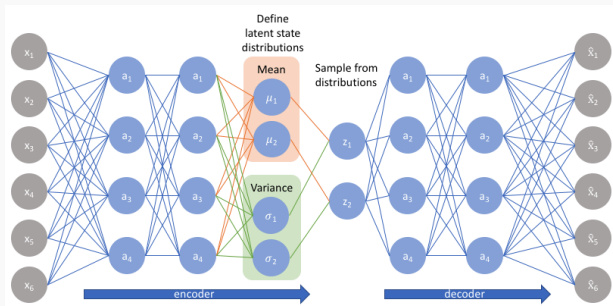 Define
latent state
distributions
Mean
Sample from
distributions
Variance
x₁
x₂
x₃
x₄
x₅
x₆
a₁
a₂
a₃
a₄
a₁
a₂
a₃
a₄
μ₁
μ₂
σ₁
σ₂
z₁
z₂
a₁
a₂
a₃
a₄
a₁
a₂
a₃
a₄
x̂₁
x̂₂
x̂₃
x̂₄
x̂₅
x̂₆
encoder
decoder